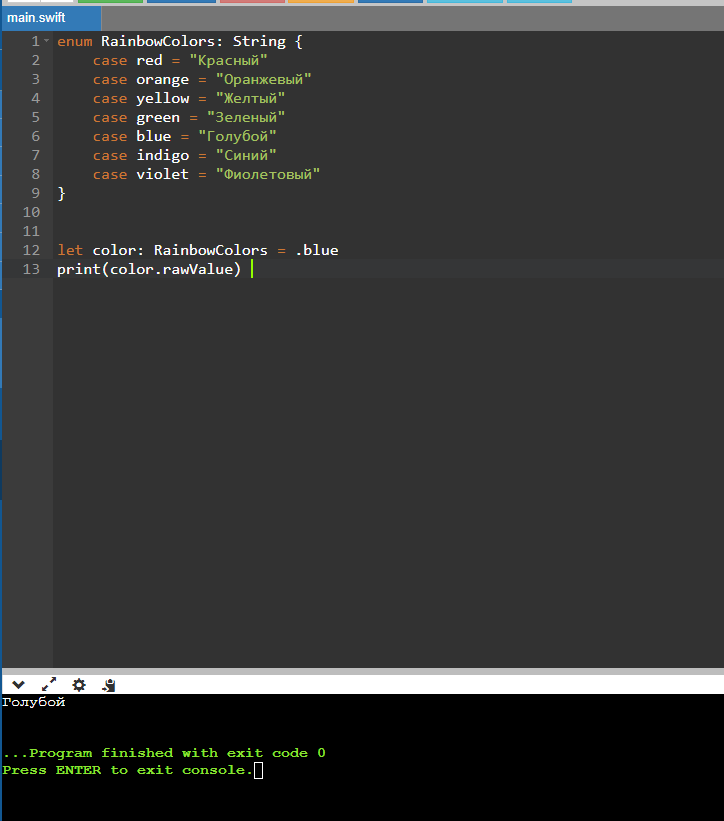 main.swift
1 enum RainbowColors: String {
2     case red = "Красный"
3     case orange = "Оранжевый"
4     case yellow = "Желтый"
5     case green = "Зеленый"
6     case blue = "Голубой"
7     case indigo = "Синий"
8     case violet = "Фиолетовый"
9 }
10
11
12 let color: RainbowColors = .blue
13 print(color.rawValue)
Голубой
...Program finished with exit code 0
Press ENTER to exit console.